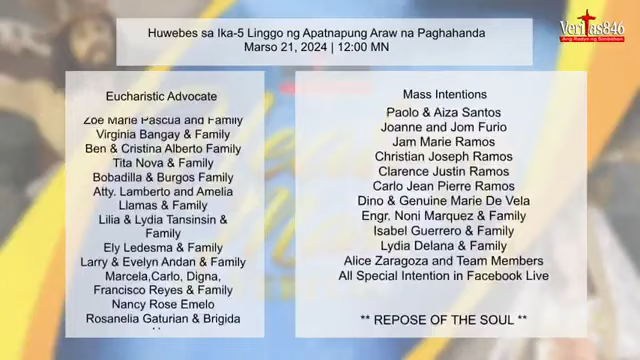 Huwebes sa Ika-5 Linggo ng Apatnapung Araw na Paghahanda
Marso 21, 2024 | 12:00 MN
Veritas846
Ang Radyo ng Simbahan
Eucharistic Advocate
Zoe Marie Pascua and Family
Virginia Bangay & Family
Ben & Cristina Alberto Family
Tita Nova & Family
Bobadilla & Burgos Family
Atty. Lamberto and Amelia
Llamas & Family
Lilia & Lydia Tansinsin &
Family
Ely Ledesma & Family
Larry & Evelyn Andan & Family
Marcela,Carlo, Digna,
Francisco Reyes & Family
Nancy Rose Emelo
Rosanelia Gaturian & Brigida
Mass Intentions
Paolo & Aiza Santos
Joanne and Jom Furio
Jam Marie Ramos
Christian Joseph Ramos
Clarence Justin Ramos
Carlo Jean Pierre Ramos
Dino & Genuine Marie De Vela
Engr. Noni Marquez & Family
Isabel Guerrero & Family
Lydia Delana & Family
Alice Zaragoza and Team Members
All Special Intention in Facebook Live
** REPOSE OF THE SOUL **